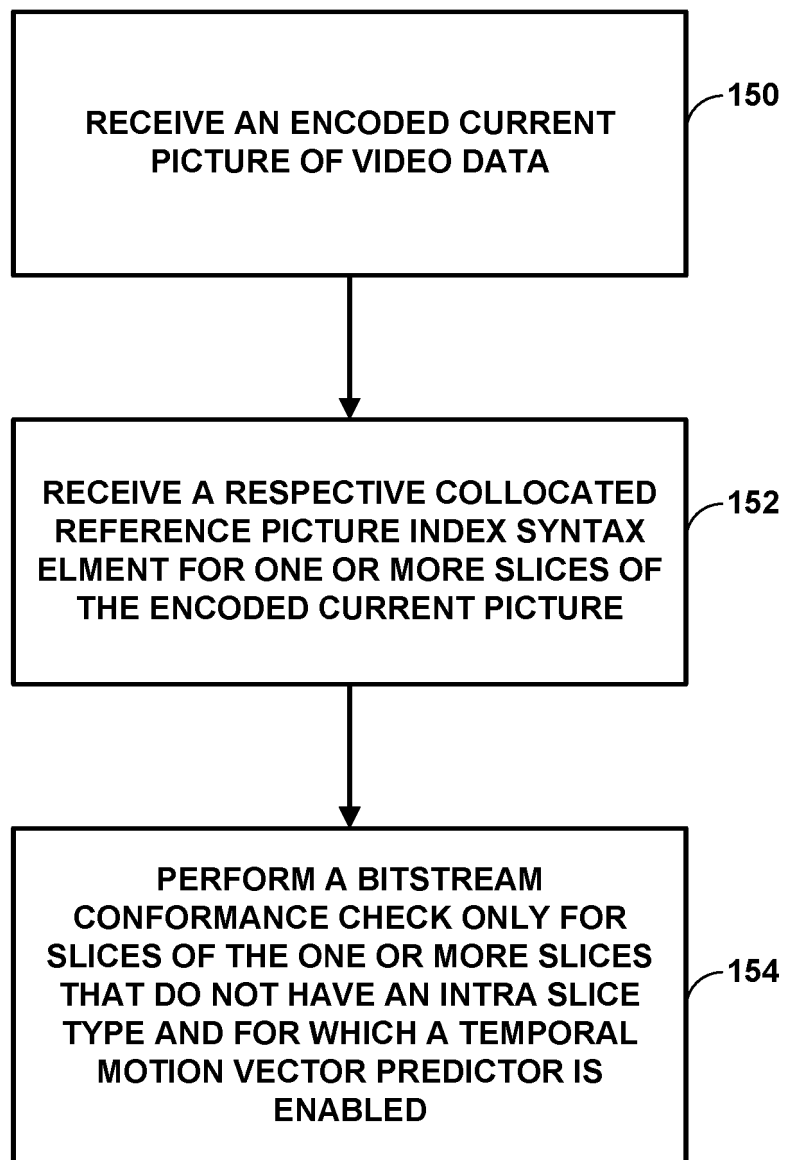 RECEIVE AN ENCODED CURRENT
PICTURE OF VIDEO DATA
150
RECEIVE A RESPECTIVE COLLOCATED
REFERENCE PICTURE INDEX SYNTAX
ELMENT FOR ONE OR MORE SLICES OF
THE ENCODED CURRENT PICTURE
152
PERFORM A BITSTREAM
CONFORMANCE CHECK ONLY FOR
SLICES OF THE ONE OR MORE SLICES
THAT DO NOT HAVE AN INTRA SLICE
TYPE AND FOR WHICH A TEMPORAL
MOTION VECTOR PREDICTOR IS
ENABLED
154